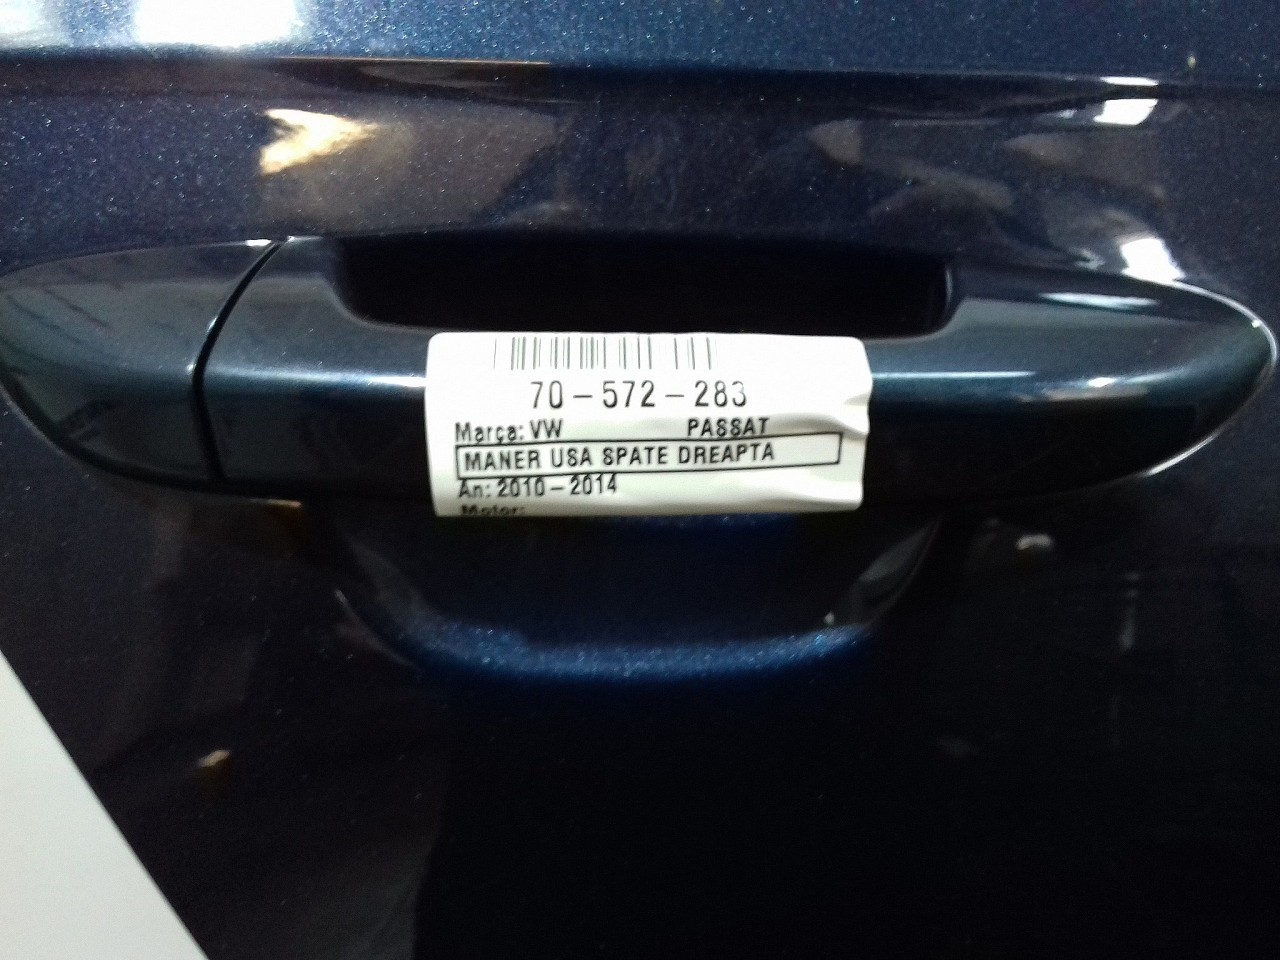 70-572-283
Marca: VW PASSAT
MANER USA SPATE DREAPTA
An: 2010-2014
Motor: